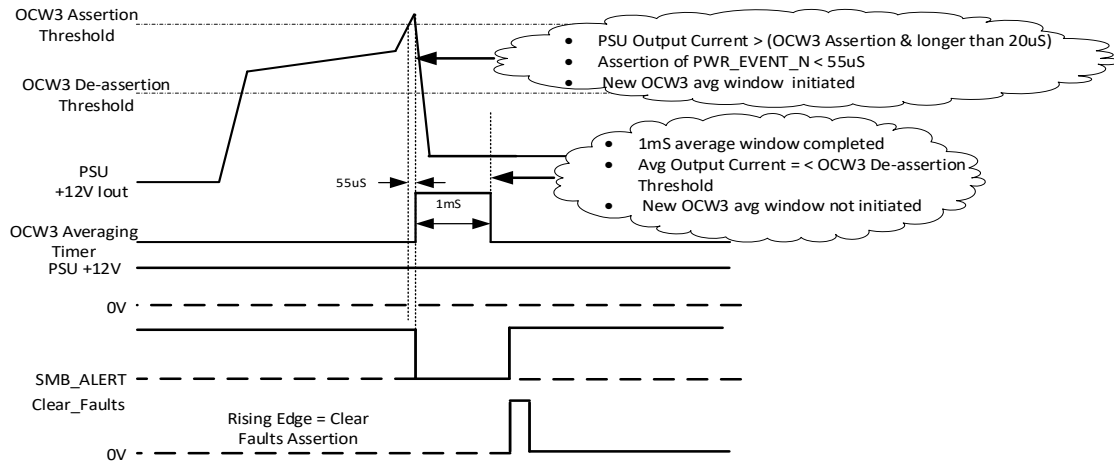 OCW3 Assertion
Threshold
• PSU Output Current > (OCW3 Assertion & longer than 20uS)
• Assertion of PWR_EVENT_N < 55uS
• New OCW3 avg window initiated
OCW3 De-assertion
Threshold
• 1mS average window completed
• Avg Output Current = < OCW3 De-assertion
Threshold
• New OCW3 avg window not initiated
PSU
+12V Iout
55uS
1mS
OCW3 Averaging
Timer
PSU +12V
0V
SMB_ALERT
Clear_Faults
Rising Edge = Clear
Faults Assertion
0V